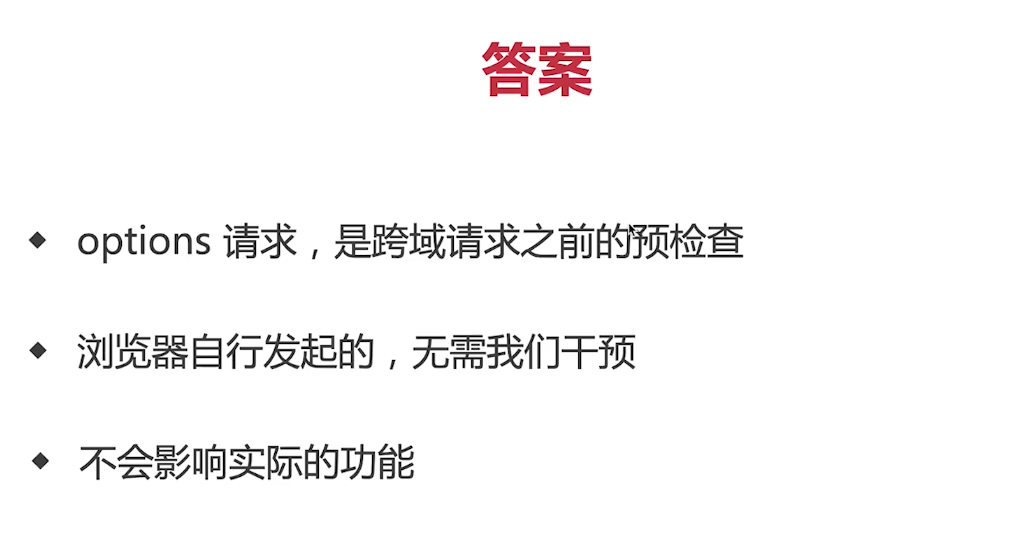 答案
◆ options 请求，是跨域请求之前的预检查
◆ 浏览器自行发起的，无需我们干预
◆ 不会影响实际的功能